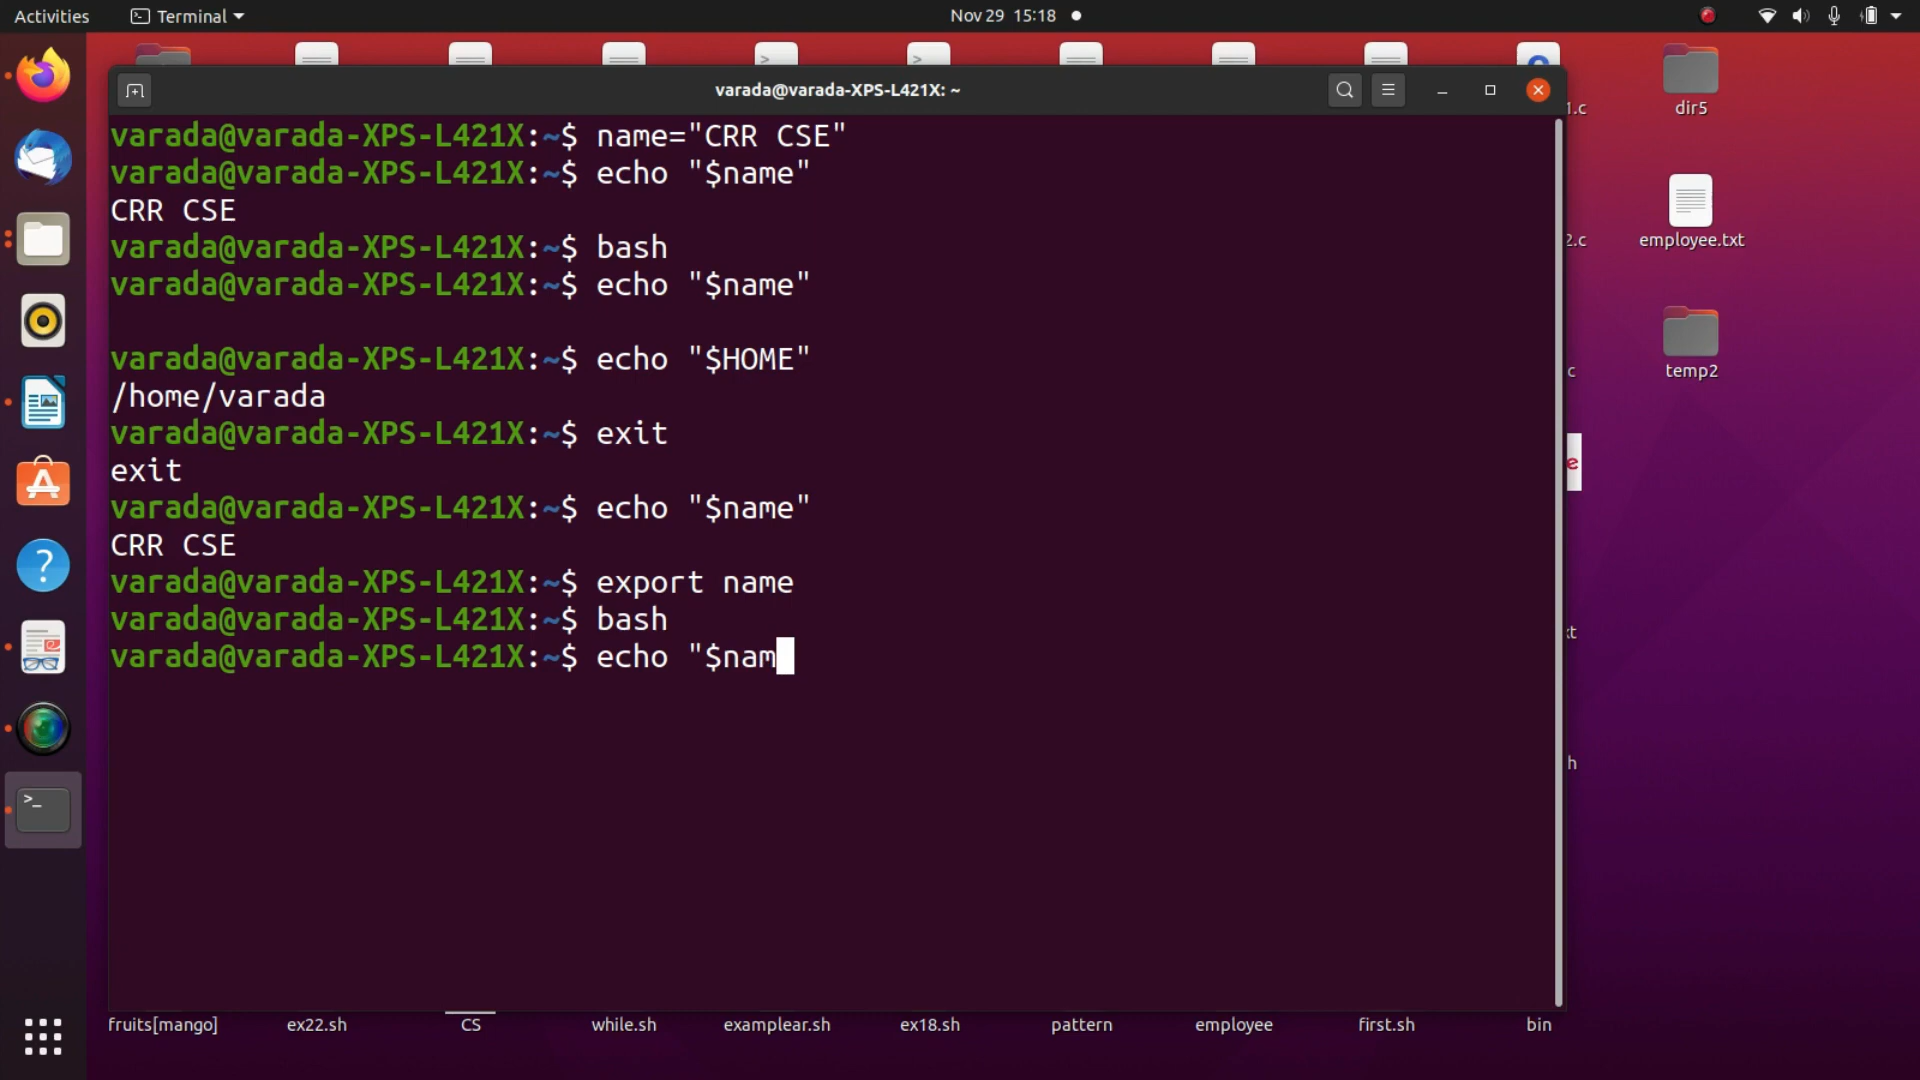 Activities
Terminal
Nov 29 15:18
varada@varada-XPS-L421X: ~
varada@varada-XPS-L421X:~$ name="CRR CSE"
varada@varada-XPS-L421X:~$ echo "$name"
CRR CSE
varada@varada-XPS-L421X:~$ bash
varada@varada-XPS-L421X:~$ echo "$name"
varada@varada-XPS-L421X:~$ echo "$HOME"
/home/varada
varada@varada-XPS-L421X:~$ exit
exit
varada@varada-XPS-L421X:~$ echo "$name"
CRR CSE
varada@varada-XPS-L421X:~$ export name
varada@varada-XPS-L421X:~$ bash
varada@varada-XPS-L421X:~$ echo "$nam
1.c
dir5
2.c
employee.txt
c
temp2
e
xt
h
fruits[mango]
ex22.sh
CS
while.sh
examplear.sh
ex18.sh
pattern
employee
first.sh
bin